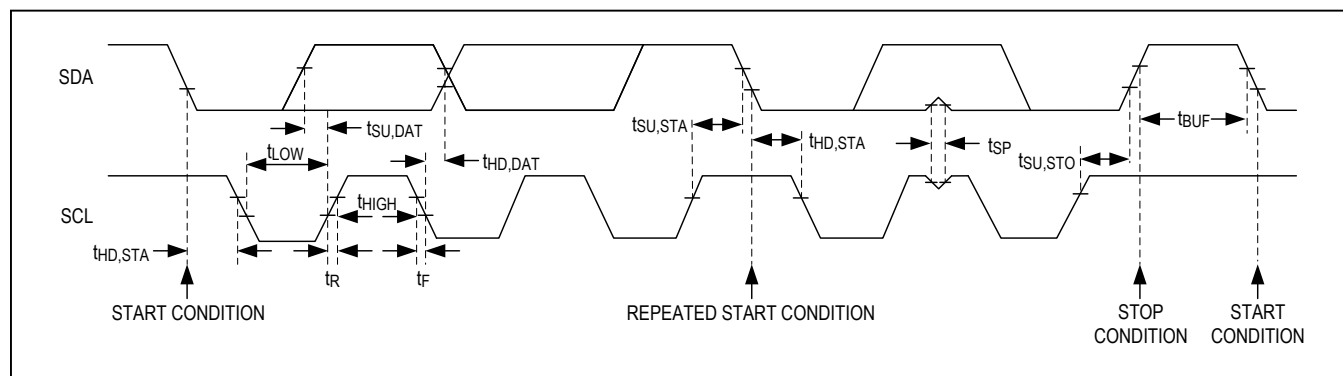 SDA
tSU,DAT
tSU,STA
tHD,STA
tSP
tBUF
tSU,STO
tLOW
tHD,DAT
SCL
tHIGH
tHD,STA
tR
tF
START CONDITION
REPEATED START CONDITION
STOP
CONDITION
START
CONDITION